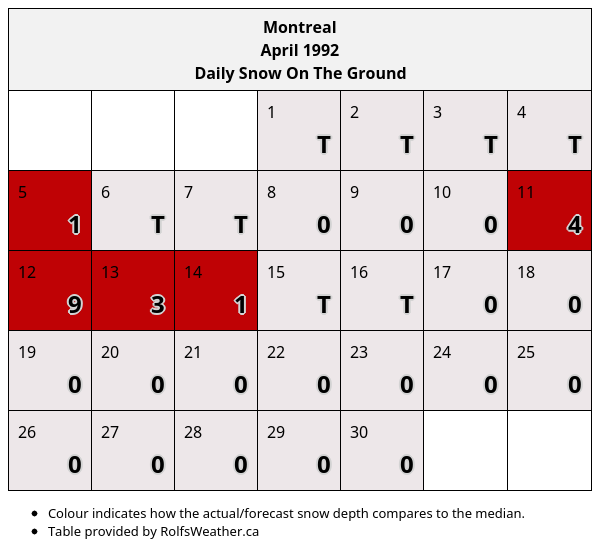 Montreal
April 1992
Daily Snow On The Ground
1 2 3 4
T T T T
5 6 7 8 9 10 11
1 T T 0 0 0 4
12 13 14 15 16 17 18
9 3 1 T T 0 0
19 20 21 22 23 24 25
0 0 0 0 0 0 0
26 27 28 29 30
0 0 0 0 0
• Colour indicates how the actual/forecast snow depth compares to the median.
• Table provided by RolfsWeather.ca